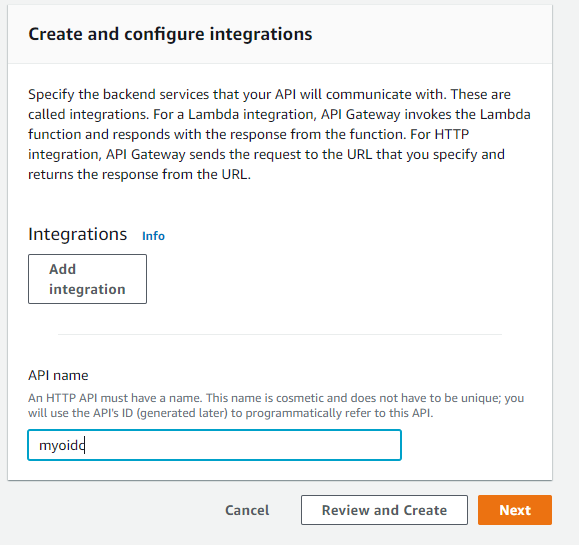 Create and configure integrations
Specify the backend services that your API will communicate with. These are
called integrations. For a Lambda integration, API Gateway invokes the Lambda
function and responds with the response from the function. For HTTP
integration, API Gateway sends the request to the URL that you specify and
returns the response from the URL.
Integrations Info
Add
integration
API name
An HTTP API must have a name. This name is cosmetic and does not have to be unique; you
will use the API's ID (generated later) to programmatically refer to this API.
myoidc
Cancel Review and Create Next